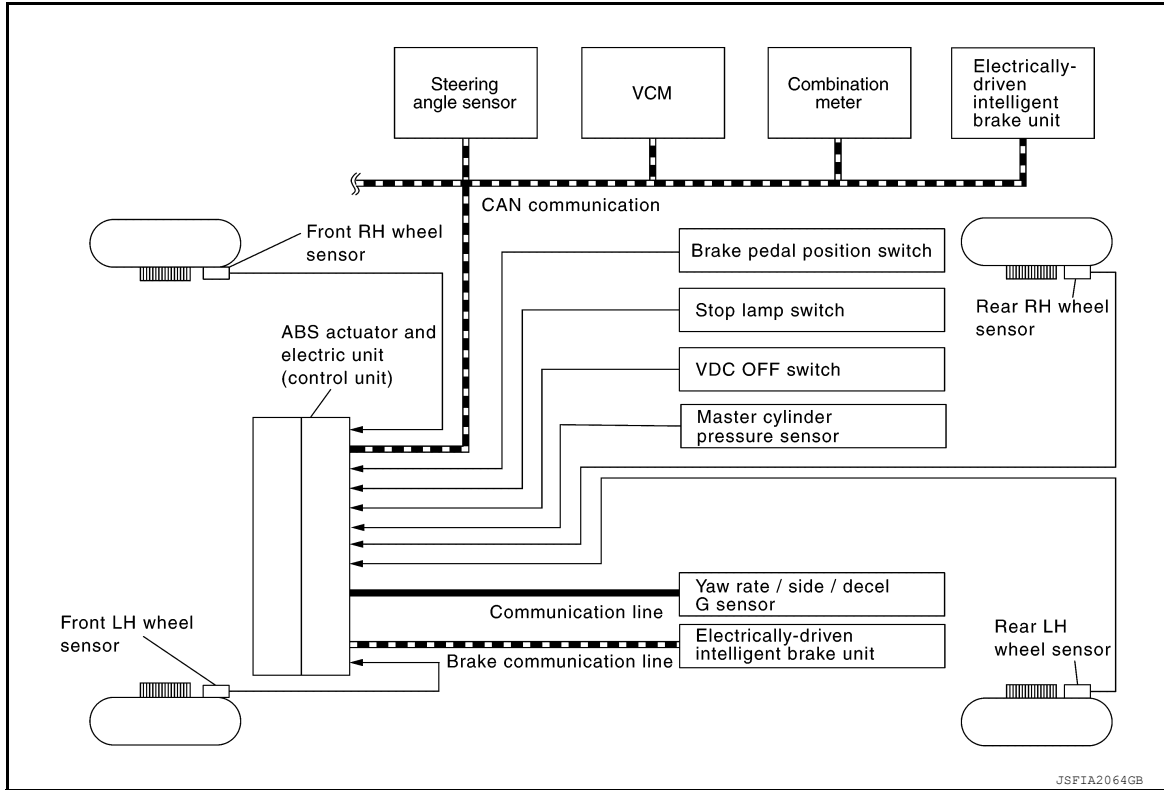 Steering
angle sensor
VCM
Combination
meter
Electrically-
driven
intelligent
brake unit
CAN communication
Front RH wheel
sensor
Brake pedal position switch
Stop lamp switch
VDC OFF switch
Master cylinder
pressure sensor
Rear RH wheel
sensor
ABS actuator and
electric unit
(control unit)
Yaw rate / side / decel
G sensor
Communication line
Electrically-driven
intelligent brake unit
Brake communication line
Front LH wheel
sensor
Rear LH
wheel sensor
JSFIA2064GB